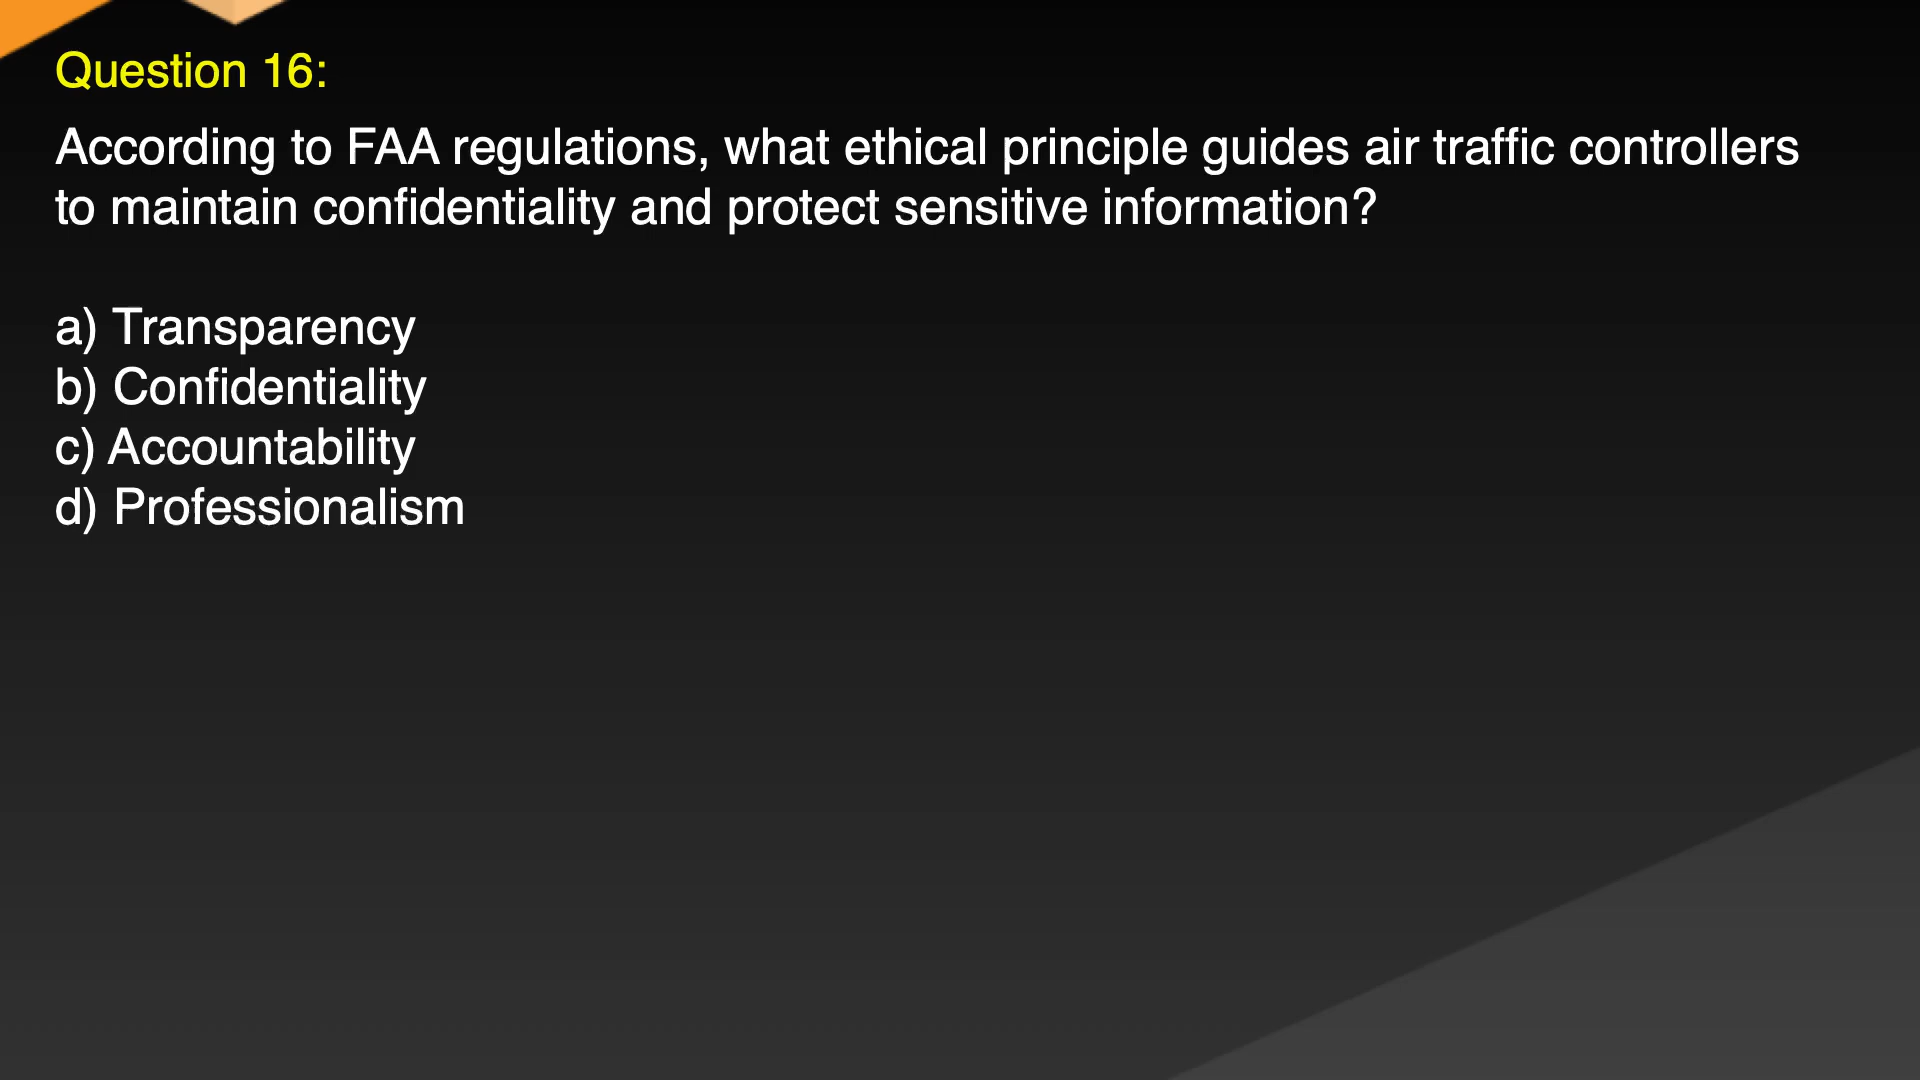 Question 16:
According to FAA regulations, what ethical principle guides air traffic controllers
to maintain confidentiality and protect sensitive information?
a) Transparency
b) Confidentiality
c) Accountability
d) Professionalism